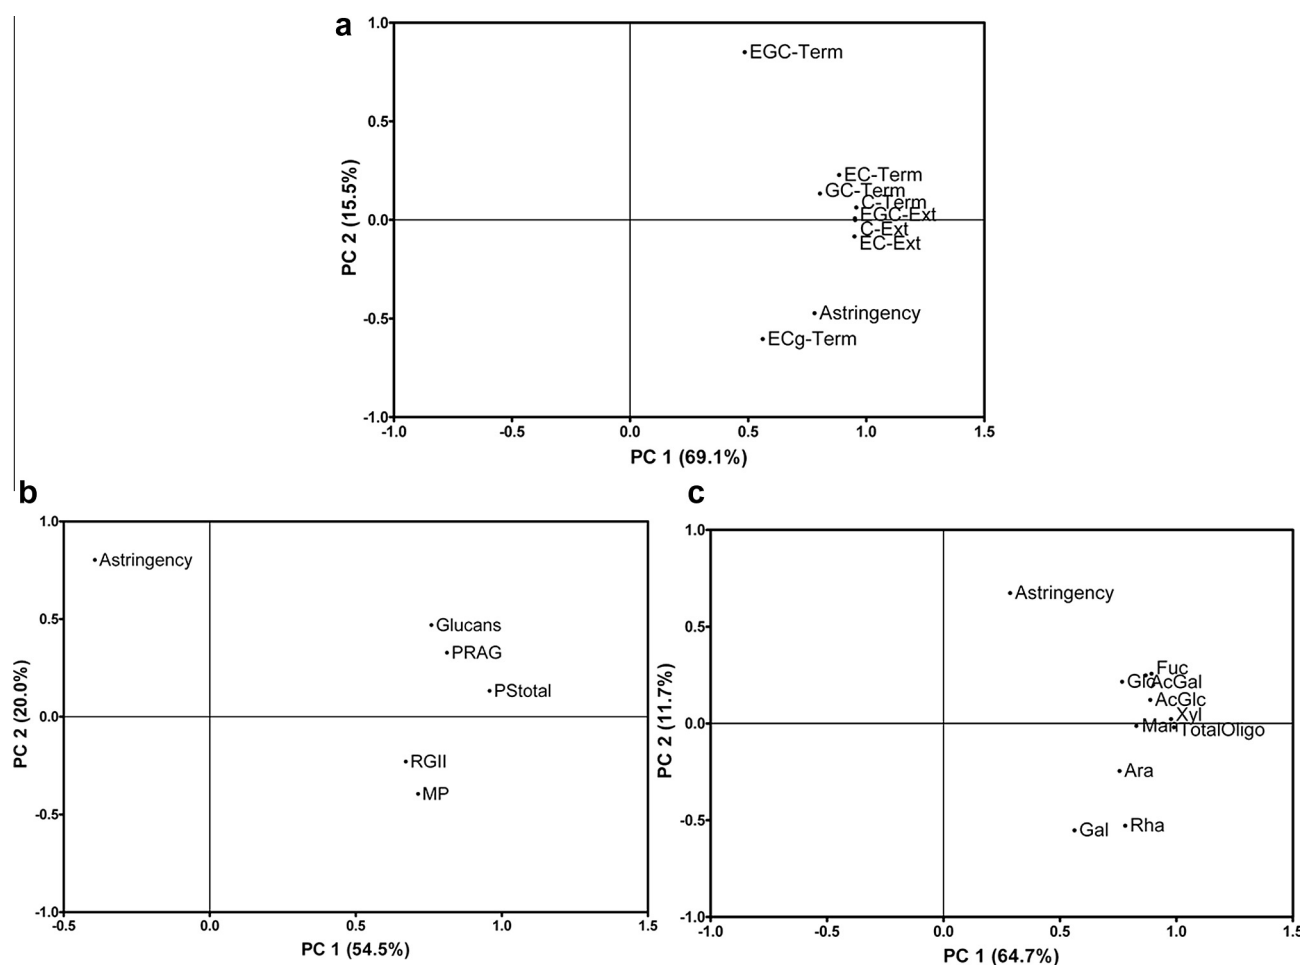 a
1.0
EGC-Term
0.5
EC-Term
GC-Term
C-Term
EGC-Ext
0.0
C-Ext
EC-Ext
PC 2 (15.5%)
-0.5
Astringency
ECg-Term
-1.0
-1.0 -0.5 0.0 0.5 1.0 1.5
PC 1 (69.1%)
b
1.0
Astringency
0.5
Glucans
PRAG
PStotal
0.0
PC 2 (20.0%)
RGII
MP
-0.5
-1.0
-0.5 0.0 0.5 1.0 1.5
PC 1 (54.5%)
c
1.0
Astringency
0.5
Fuc
Glc AcGal
AcGlc
Xyl
0.0
Man TotalOligo
PC 2 (11.7%)
Ara
-0.5
Gal Rha
-1.0
-1.0 -0.5 0.0 0.5 1.0 1.5
PC 1 (64.7%)